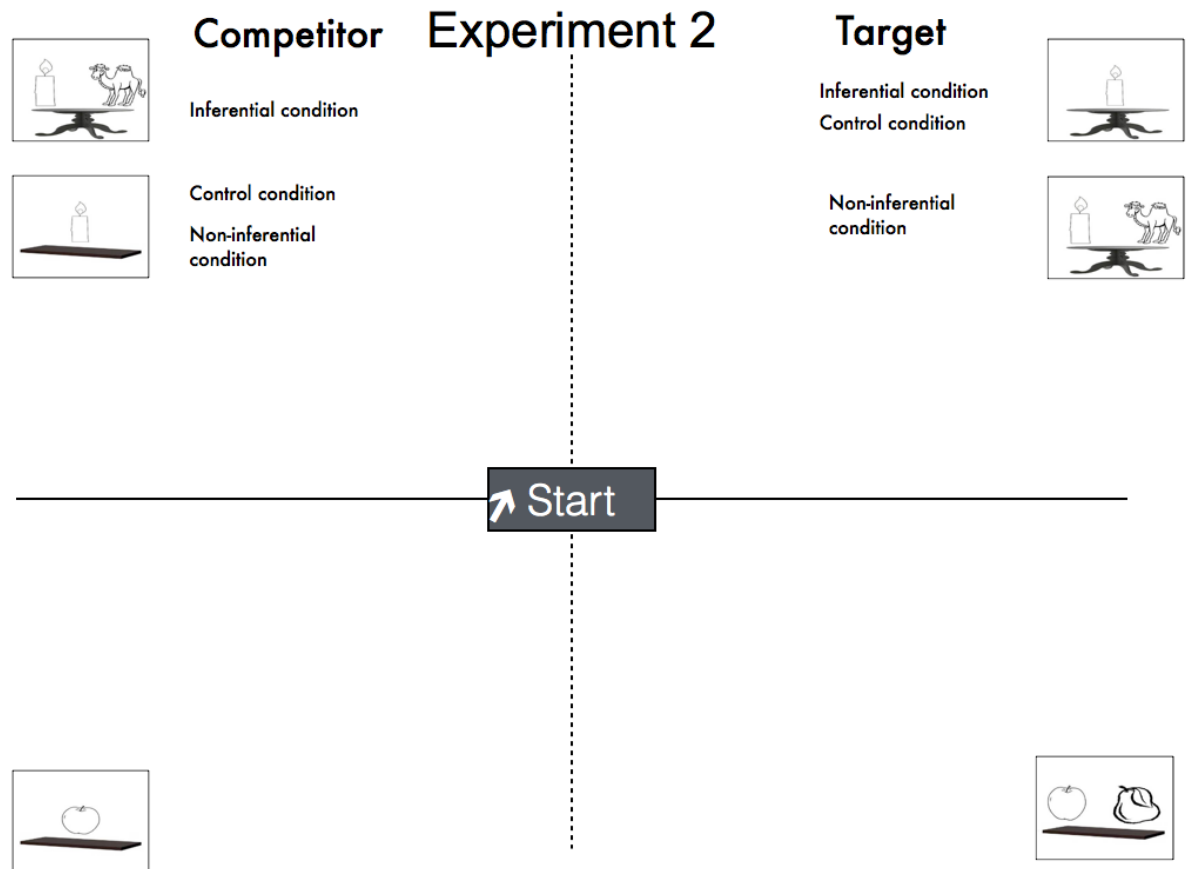 Competitor
Experiment 2
Target
Inferential condition
Control condition
Non-inferential
condition
Inferential condition
Control condition
Non-inferential
condition
Start